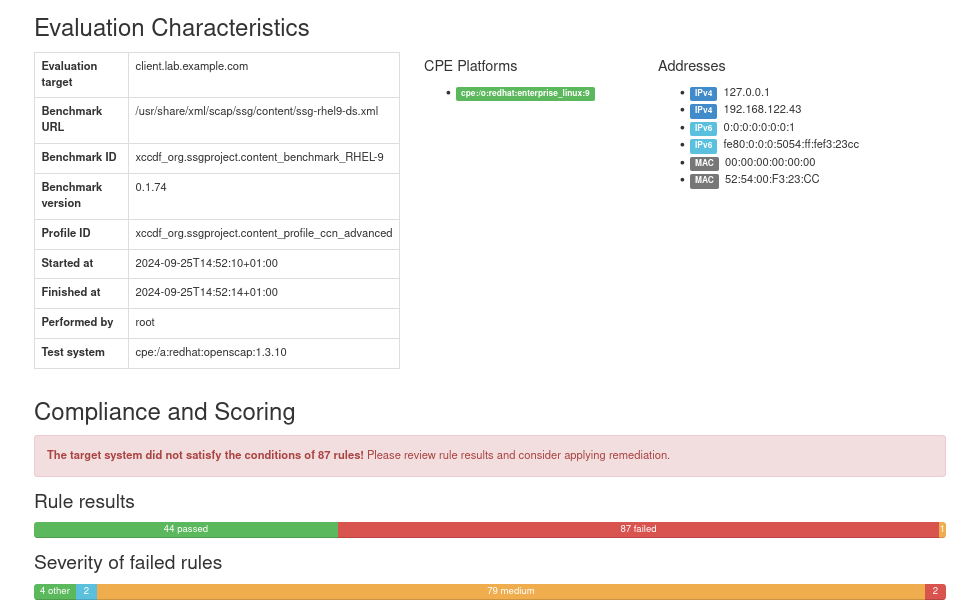 Evaluation Characteristics
Evaluation target
client.lab.example.com
Benchmark URL
/usr/share/xml/scap/ssg/content/ssg-rhel9-ds.xml
Benchmark ID
xccdf_org.ssgproject.content_benchmark_RHEL-9
Benchmark version
0.1.74
Profile ID
xccdf_org.ssgproject.content_profile_ccn_advanced
Started at
2024-09-25T14:52:10+01:00
Finished at
2024-09-25T14:52:14+01:00
Performed by
root
Test system
cpe:/a:redhat:openscap:1.3.10
CPE Platforms
cpe:/o:redhat:enterprise_linux:9
Addresses
IPv4 127.0.0.1
IPv4 192.168.122.43
IPv6 0:0:0:0:0:0:0:1
IPv6 fe80:0:0:0:5054:ff:fef3:23cc
MAC 00:00:00:00:00:00
MAC 52:54:00:F3:23:CC
Compliance and Scoring
The target system did not satisfy the conditions of 87 rules! Please review rule results and consider applying remediation.
Rule results
44 passed 87 failed 1
Severity of failed rules
4 other 2 79 medium 2